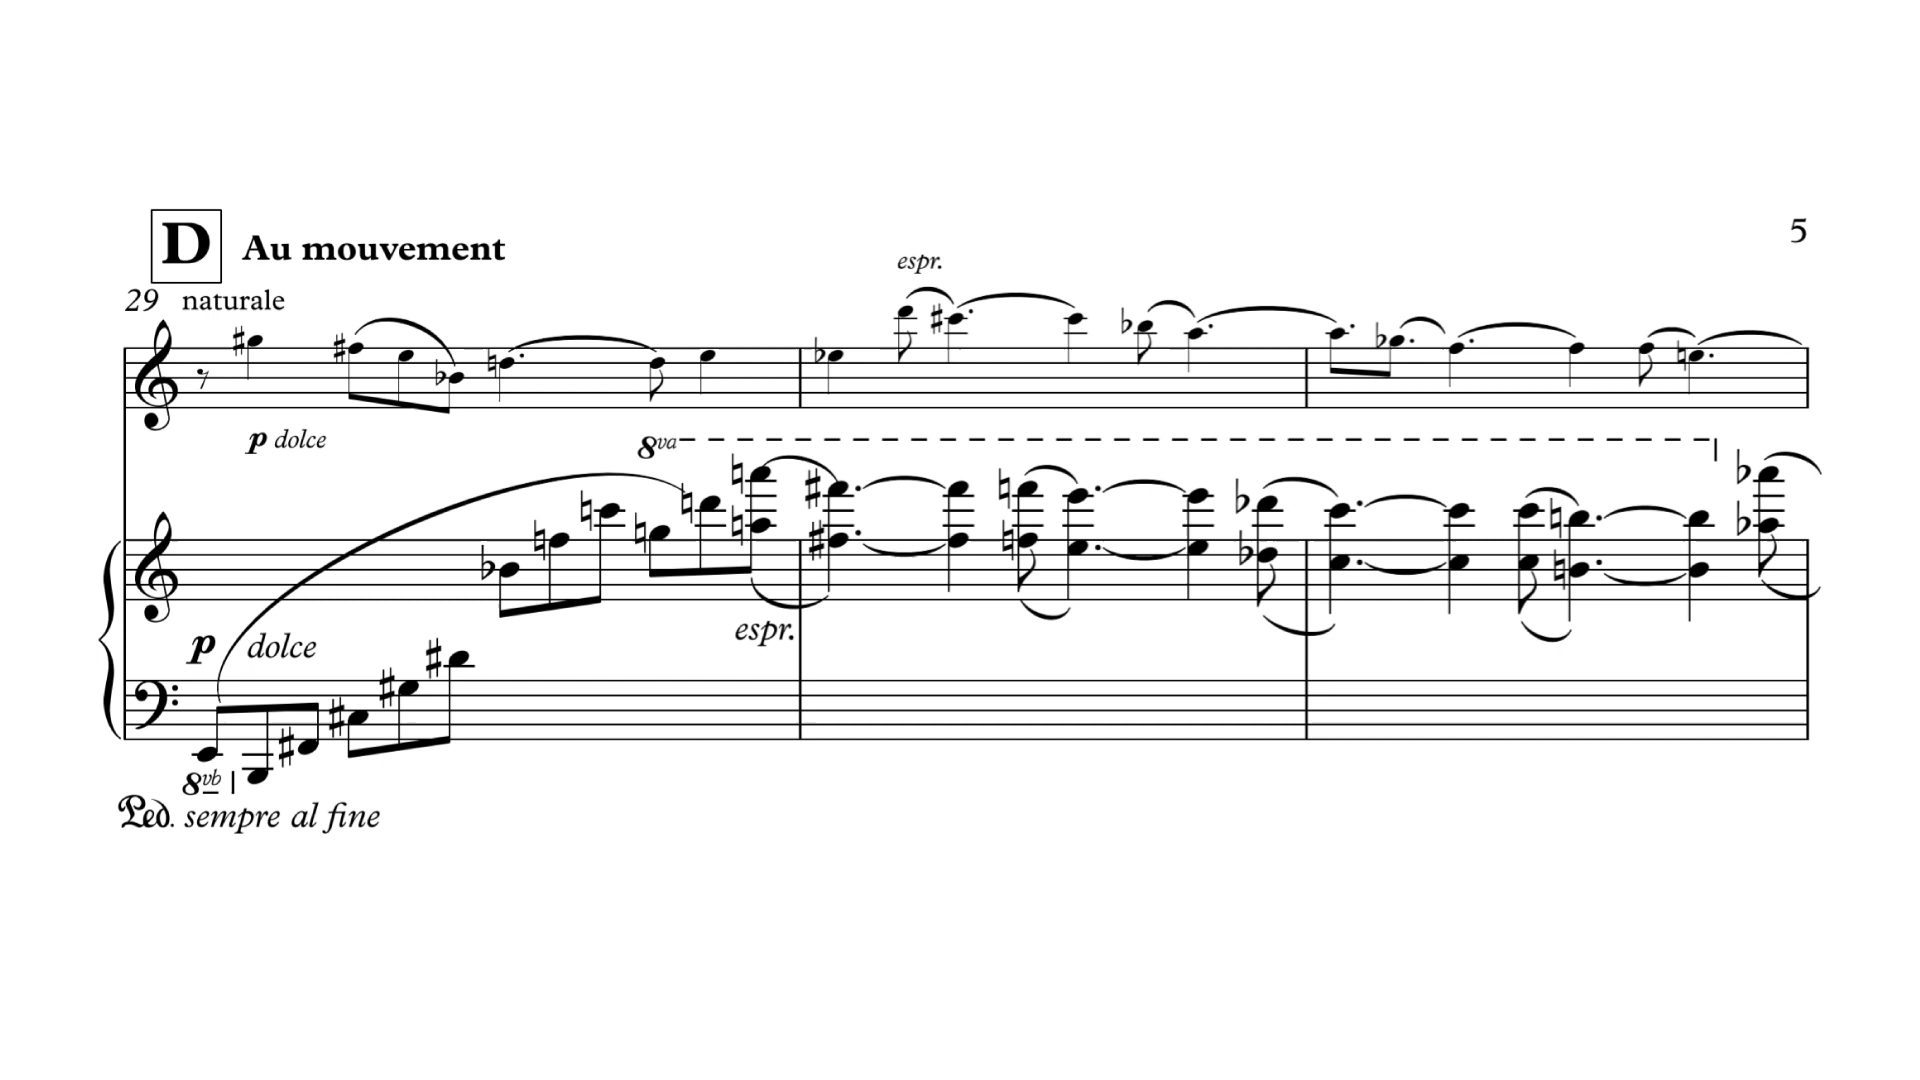 5
D Au mouvement
espr.
29 naturale
p dolce
8va
espr.
p dolce
8vb
Ped. sempre al fine